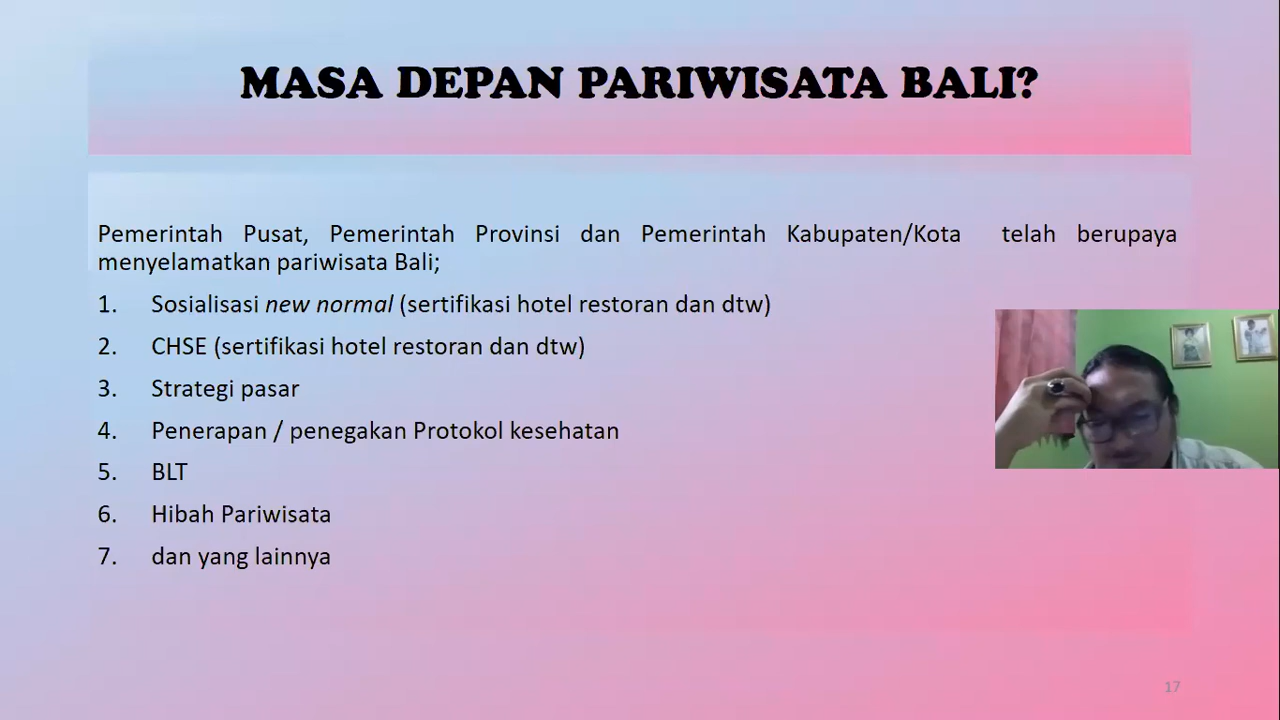 MASA DEPAN PARIWISATA BALI?
Pemerintah Pusat, Pemerintah Provinsi dan Pemerintah Kabupaten/Kota telah berupaya
menyelamatkan pariwisata Bali;
1. Sosialisasi new normal (sertifikasi hotel restoran dan dtw)
2. CHSE (sertifikasi hotel restoran dan dtw)
3. Strategi pasar
4. Penerapan / penegakan Protokol kesehatan
5. BLT
6. Hibah Pariwisata
7. dan yang lainnya
17